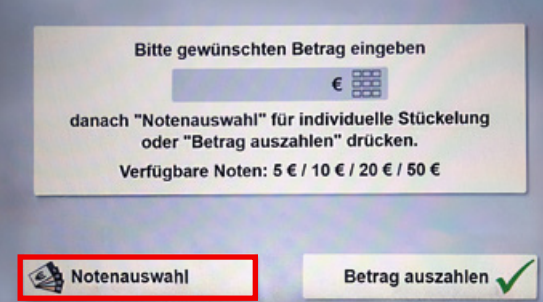 Bitte gewünschten Betrag eingeben
€
danach "Notenauswahl" für individuelle Stückelung
oder "Betrag auszahlen" drücken.
Verfügbare Noten: 5 € / 10 € / 20 € / 50 €
Notenauswahl
Betrag auszahlen